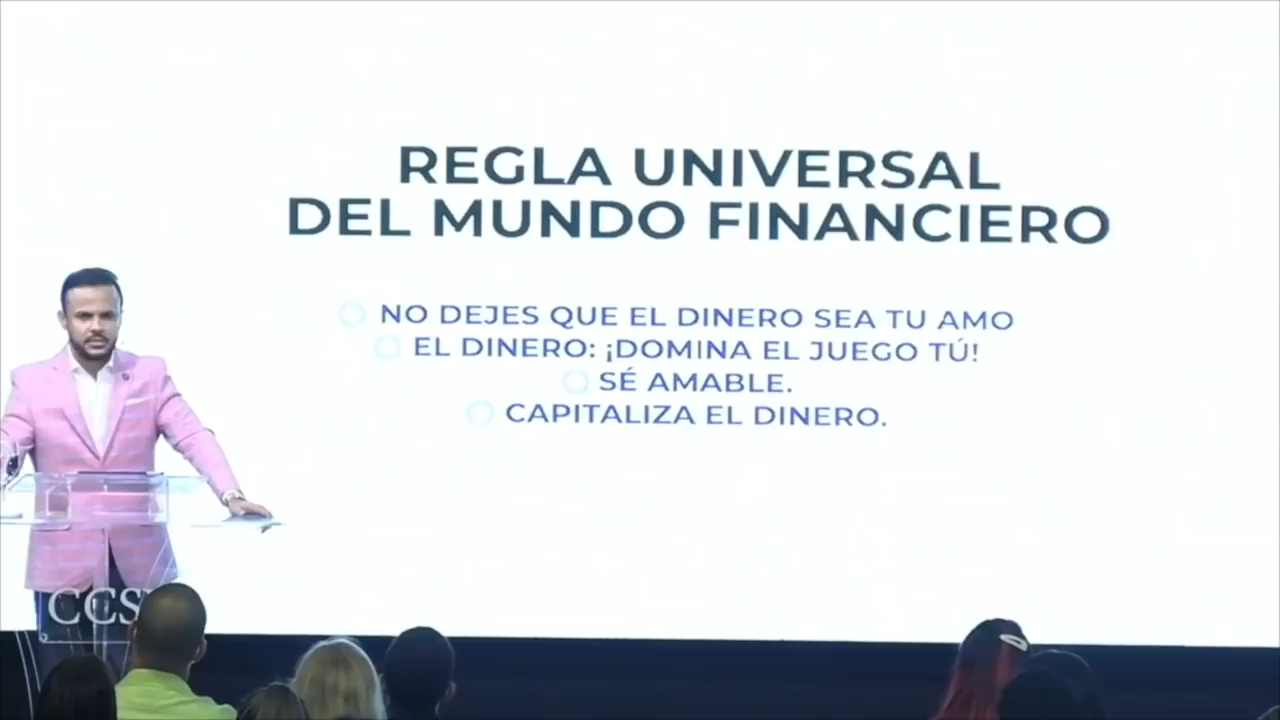 REGLA UNIVERSAL
DEL MUNDO FINANCIERO
NO DEJES QUE EL DINERO SEA TU AMO
EL DINERO: ¡DOMINA EL JUEGO TÚ!
SÉ AMABLE.
CAPITALIZA EL DINERO.
CCS